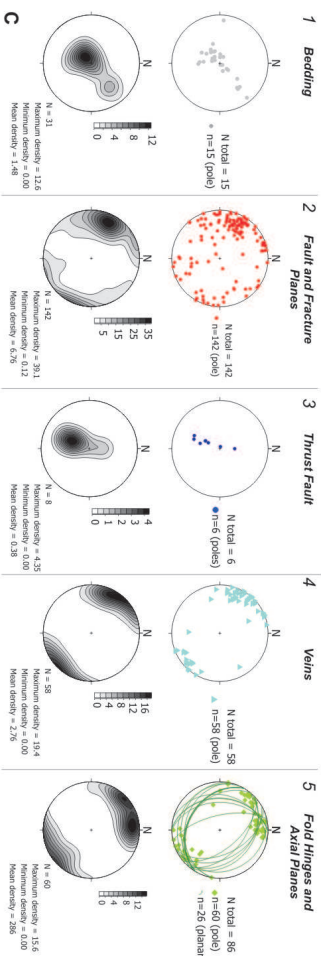 C
1
Bedding
N
N total = 15
n=15 (pole)
N
12
8
4
0
N = 31
Maximum density = 12.6
Minimum density = 0.00
Mean density = 1.48
2
Fault and Fracture
Planes
N
N total = 142
n=142 (pole)
N
35
25
15
5
N = 142
Maximum density = 39.1
Minimum density = 0.12
Mean density = 6.76
3
Thrust Fault
N
N total = 6
n=6 (poles)
N
4
3
2
1
0
N = 8
Maximum density = 4.35
Minimum density = 0.00
Mean density = 0.38
4
Veins
N
N total = 58
n=58 (pole)
N
16
12
8
4
0
N = 58
Maximum density = 19.4
Minimum density = 0.00
Mean density = 2.76
5
Fold Hinges and
Axial Planes
N
N total = 86
n=60 (pole)
n=26 (planar
N
12
8
4
0
N = 60
Maximum density = 15.6
Minimum density = 0.00
Mean density = 286